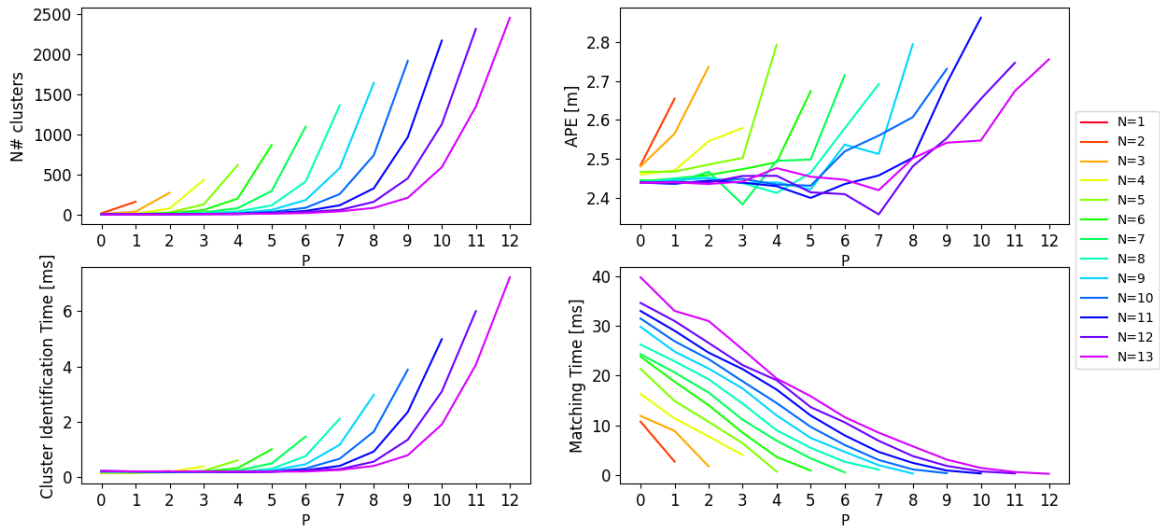 N# clusters
2500
2000
1500
1000
500
0
0 1 2 3 4 5 6 7 8 9 10 11 12
P
APE [m]
2.8
2.7
2.6
2.5
2.4
0 1 2 3 4 5 6 7 8 9 10 11 12
P
Cluster Identification Time [ms]
6
4
2
0
0 1 2 3 4 5 6 7 8 9 10 11 12
P
Matching Time [ms]
40
30
20
10
0
0 1 2 3 4 5 6 7 8 9 10 11 12
P
N=1
N=2
N=3
N=4
N=5
N=6
N=7
N=8
N=9
N=10
N=11
N=12
N=13